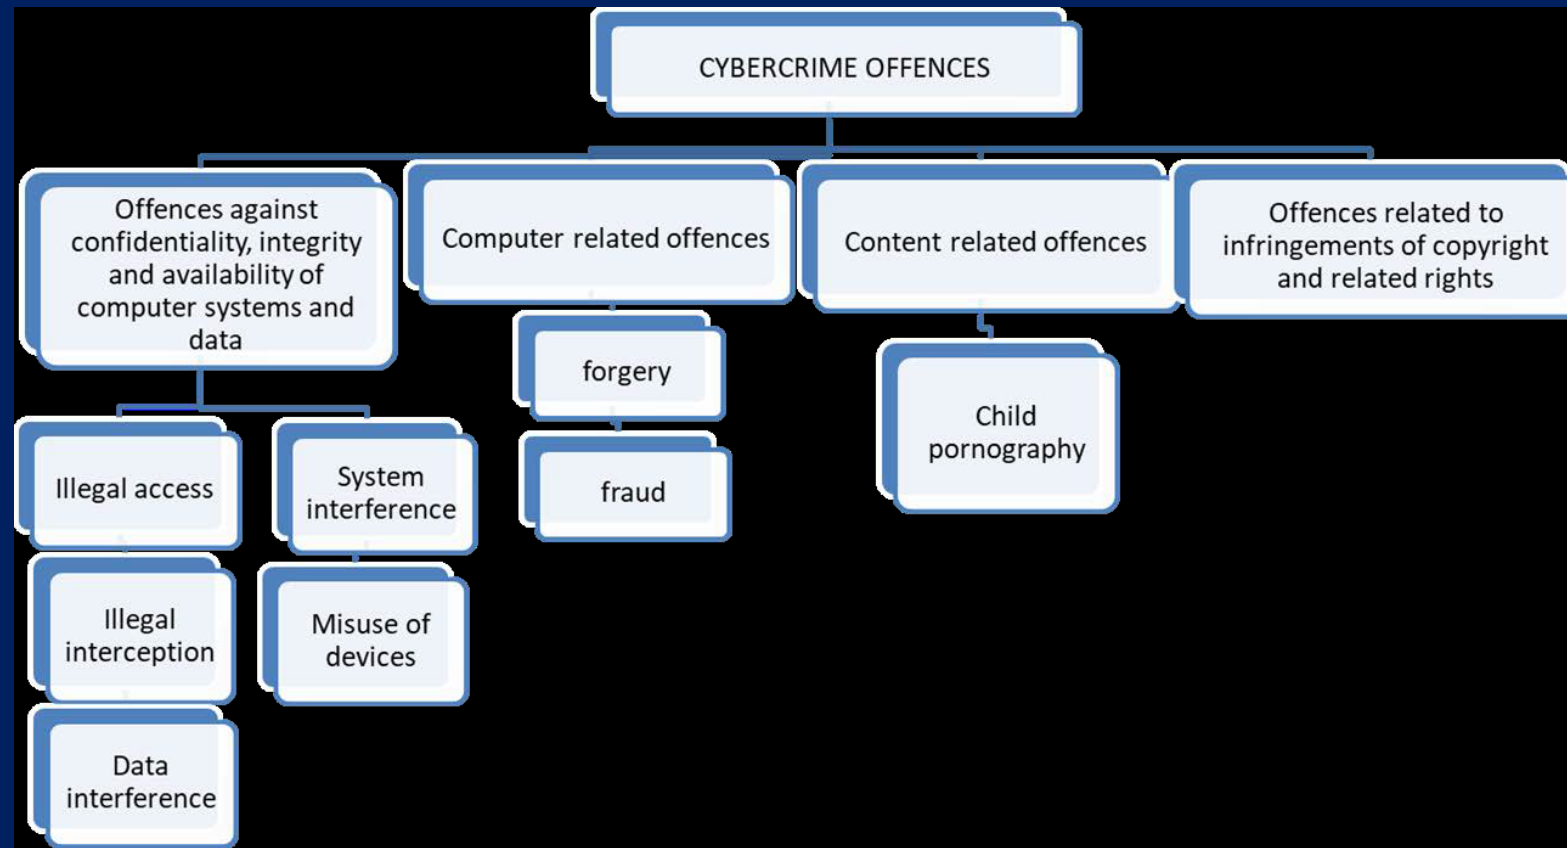 CYBERCRIME OFFENCES
Offences against
confidentiality, integrity
and availability of
computer systems and
data
Computer related offences
Content related offences
Offences related to
infringements of copyright
and related rights
forgery
fraud
Child
pornography
Illegal access
System
interference
Illegal
interception
Misuse of
devices
Data
interference